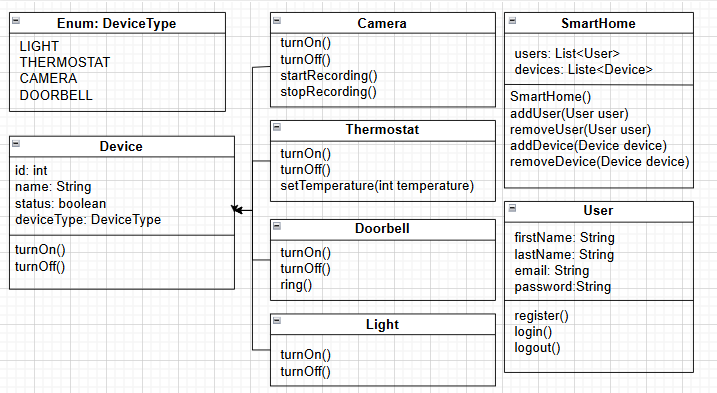 Enum: DeviceType
LIGHT
THERMOSTAT
CAMERA
DOORBELL
Device
id: int
name: String
status: boolean
deviceType: DeviceType
turnOn()
turnOff()
Camera
turnOn()
turnOff()
startRecording()
stopRecording()
Thermostat
turnOn()
turnOff()
setTemperature(int temperature)
Doorbell
turnOn()
turnOff()
ring()
Light
turnOn()
turnOff()
SmartHome
users: List<User>
devices: Liste<Device>
SmartHome()
addUser(User user)
removeUser(User user)
addDevice(Device device)
removeDevice(Device device)
User
firstName: String
lastName: String
email: String
password:String
register()
login()
logout()